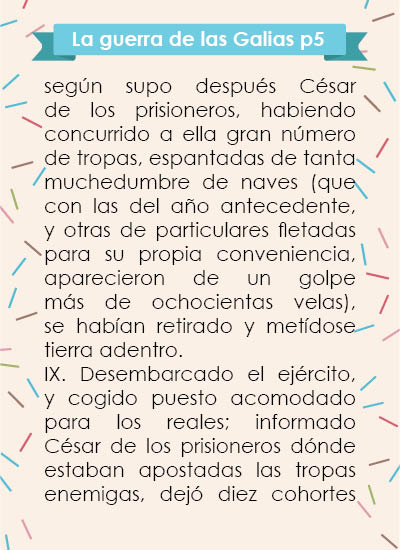 La guerra de las Galias p5
según supo después César
de los prisioneros, habiendo
concurrido a ella gran número
de tropas, espantadas de tanta
muchedumbre de naves (que
con las del año antecedente,
y otras de particulares fletadas
para su propia conveniencia,
aparecieron de un golpe
más de ochocientas velas),
se habían retirado y metídose
tierra adentro.
IX. Desembarcado el ejército,
y cogido puesto acomodado
para los reales; informado
César de los prisioneros dónde
estaban apostadas las tropas
enemigas, dejó diez cohortes